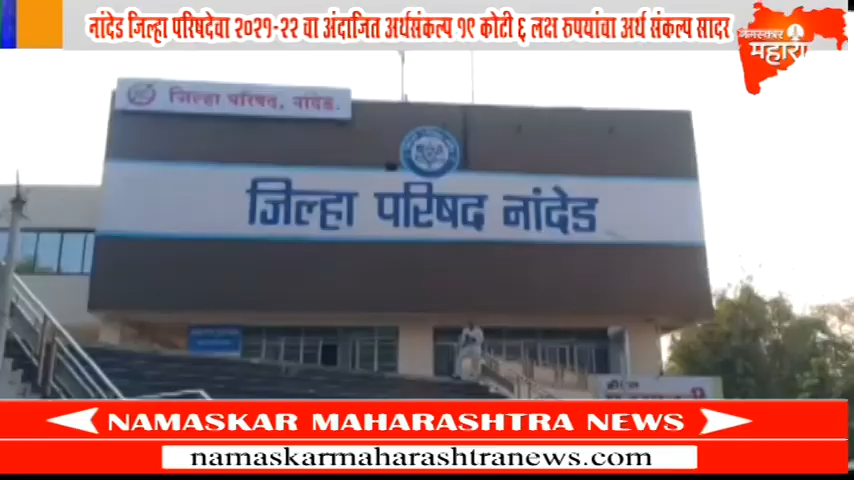 नांदेड जिल्हा परिषदेचा २०२१-२२ चा अंदाजित अर्थसंकल्प १९ कोटी ६ लक्ष रुपयांचा अर्थ संकल्प सादर
नमस्कार
महारा
जिल्हा परिषद, नांदेड.
जिल्हा परिषद नांदेड
NAMASKAR MAHARASHTRA NEWS
namaskarmaharashtranews.com